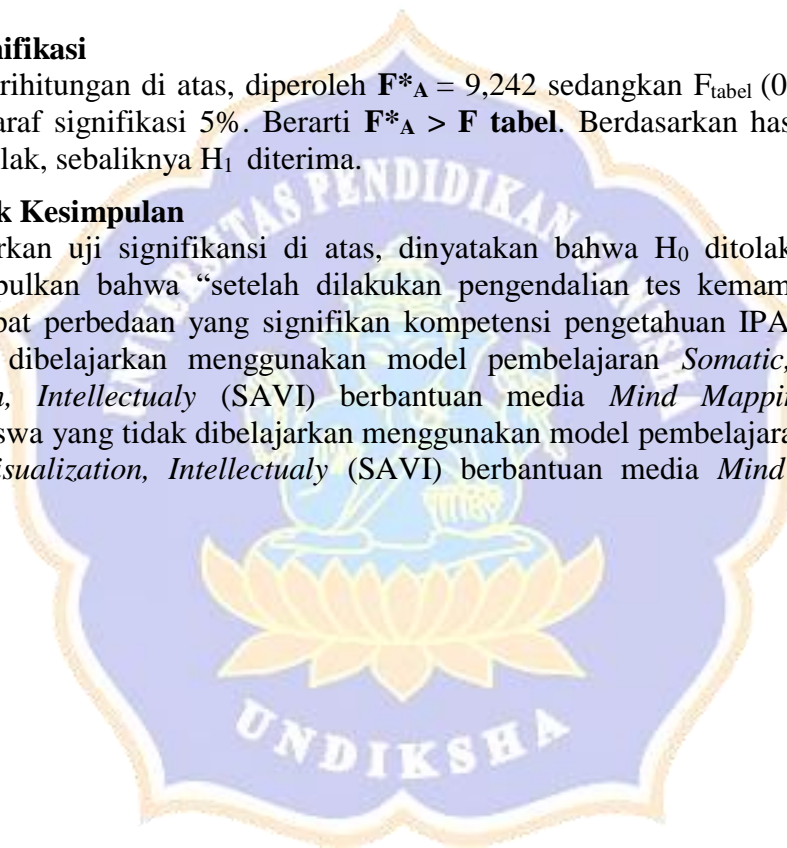 nifikasi
rihitungan di atas, diperoleh F*A = 9,242 sedangkan Ftabel (0
araf signifikasi 5%. Berarti F*A > F tabel. Berdasarkan has
lak, sebaliknya H1 diterima.
k Kesimpulan
rkan uji signifikansi di atas, dinyatakan bahwa H0 ditolak
pulkan bahwa “setelah dilakukan pengendalian tes kemam
pat perbedaan yang signifikan kompetensi pengetahuan IPA
dibelajarkan menggunakan model pembelajaran Somatic,
n, Intellectualy (SAVI) berbantuan media Mind Mappin
swa yang tidak dibelajarkan menggunakan model pembelajara
isualization, Intellectualy (SAVI) berbantuan media Mind
UNIVERSITAS PENDIDIKAN GANESHA
UNDIKSHA